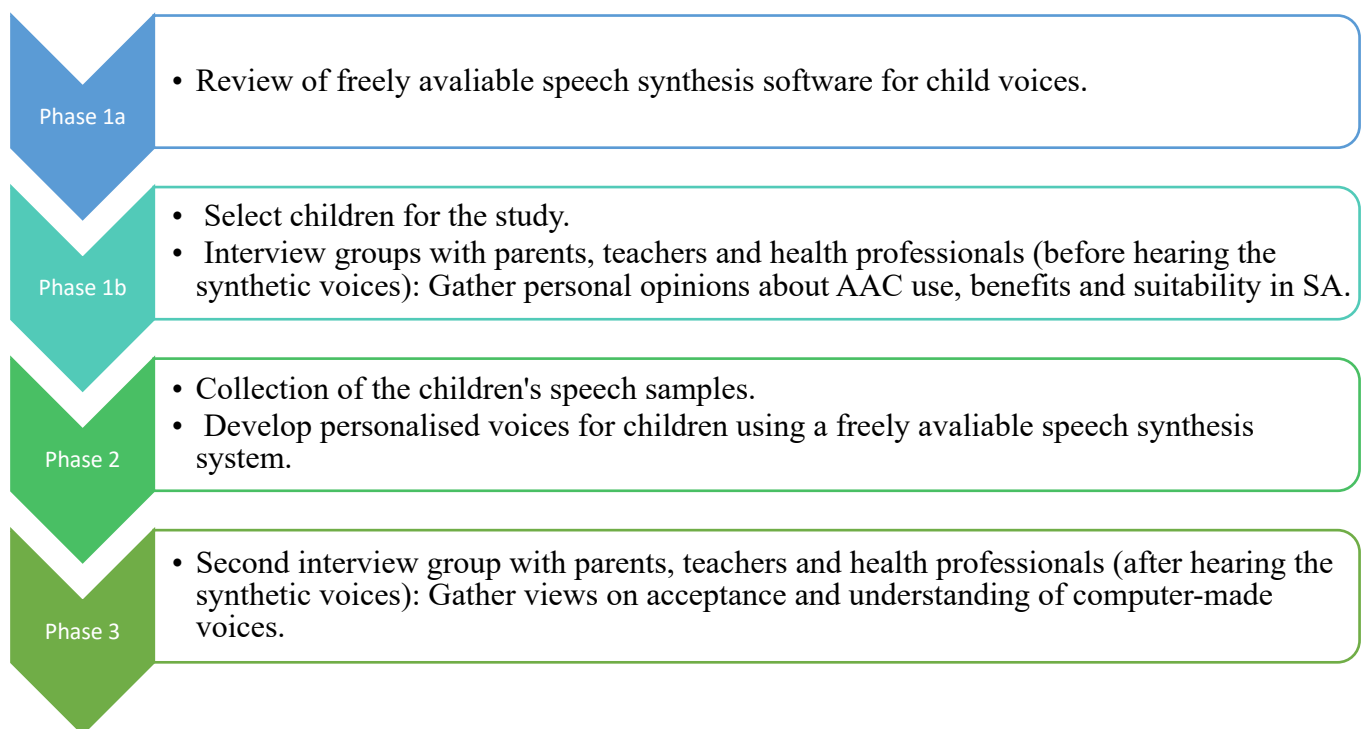 Phase 1a
• Review of freely avaliable speech synthesis software for child voices.
Phase 1b
• Select children for the study.
• Interview groups with parents, teachers and health professionals (before hearing the
synthetic voices): Gather personal opinions about AAC use, benefits and suitability in SA.
Phase 2
• Collection of the children's speech samples.
• Develop personalised voices for children using a freely avaliable speech synthesis
system.
Phase 3
• Second interview group with parents, teachers and health professionals (after hearing the
synthetic voices): Gather views on acceptance and understanding of computer-made
voices.